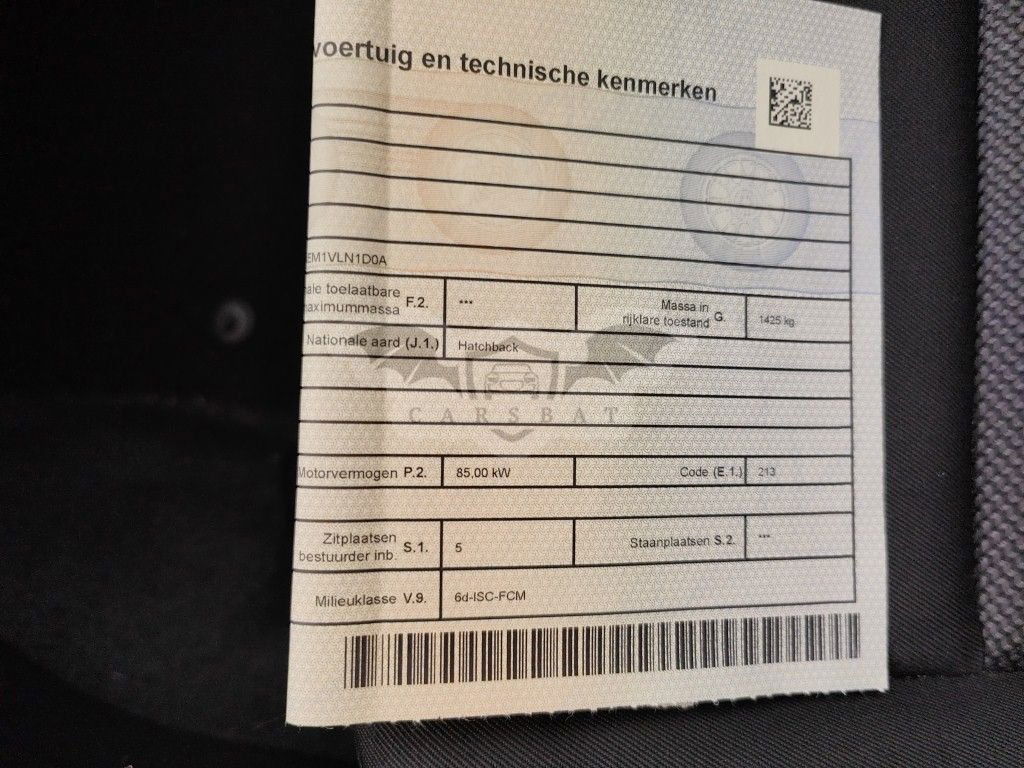 voertuig en technische kenmerken
EM1VLN1D0A
toelaatbare
F.2. ***
Massa in
rijklare toestand G. 1425 kg
Nationale aard (J.1.) Hatchback
CARSBAT
Motorvermogen P.2. 85,00 kW Code (E.1.) 213
Zitplaatsen
bestuurder inb. S.1. 5 Staanplaatsen S.2. ***
Milieuklasse V.9. 6d-ISC-FCM